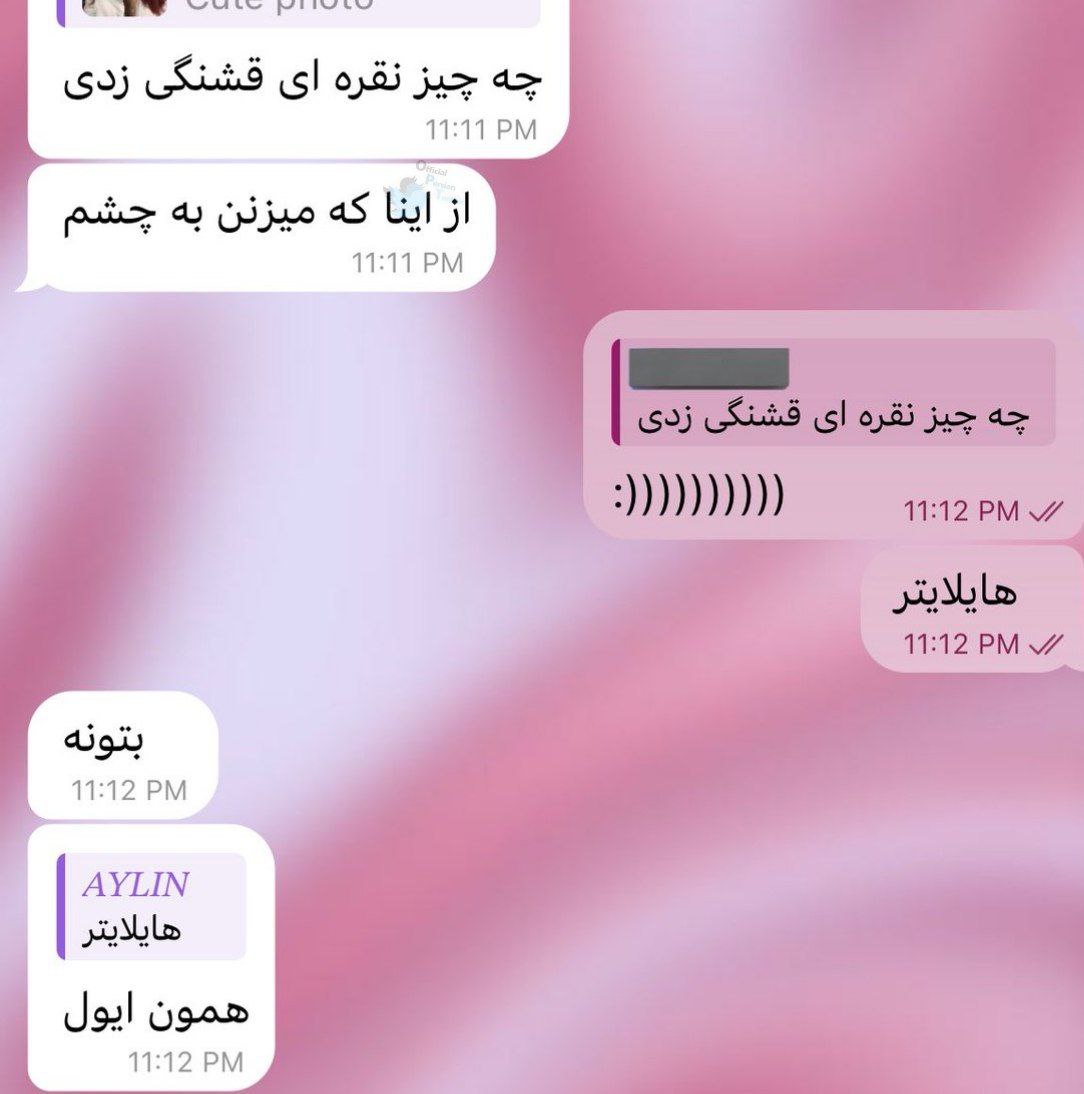 Cute photo
چه چیز نقره ای قشنگی زدی
11:11 PM
Official
Persian
از اینا که میزنن به چشم
11:11 PM
چه چیز نقره ای قشنگی زدی
:))))))))))
11:12 PM
هایلایتر
11:12 PM
بتونه
11:12 PM
AYLIN
هایلایتر
همون ایول
11:12 PM